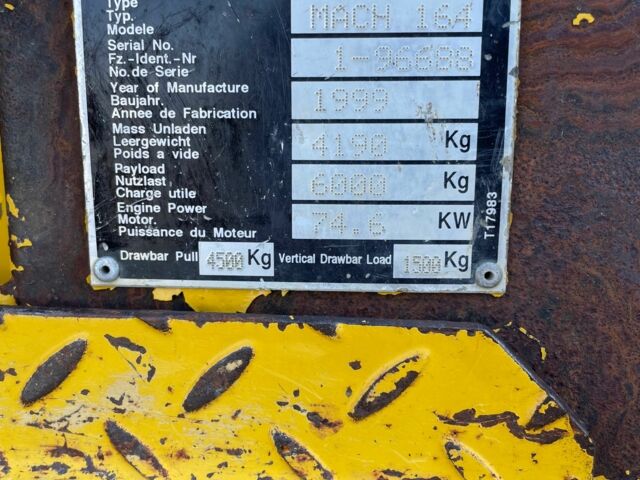 Type
Typ.
Modele
MACH 164
Serial No.
Fz.-Ident.-Nr
No.de Serie
1-96688
Year of Manufacture
Baujahr.
Annee de Fabrication
1999
Mass Unladen
Leergewicht
Poids a vide
4190 Kg
Payload
Nutzlast
Charge utile
6000 Kg
Engine Power
Motor.
Puissance du Moteur
74.6 KW
Drawbar Pull 4500 Kg Vertical Drawbar Load 1500 Kg
T.17983